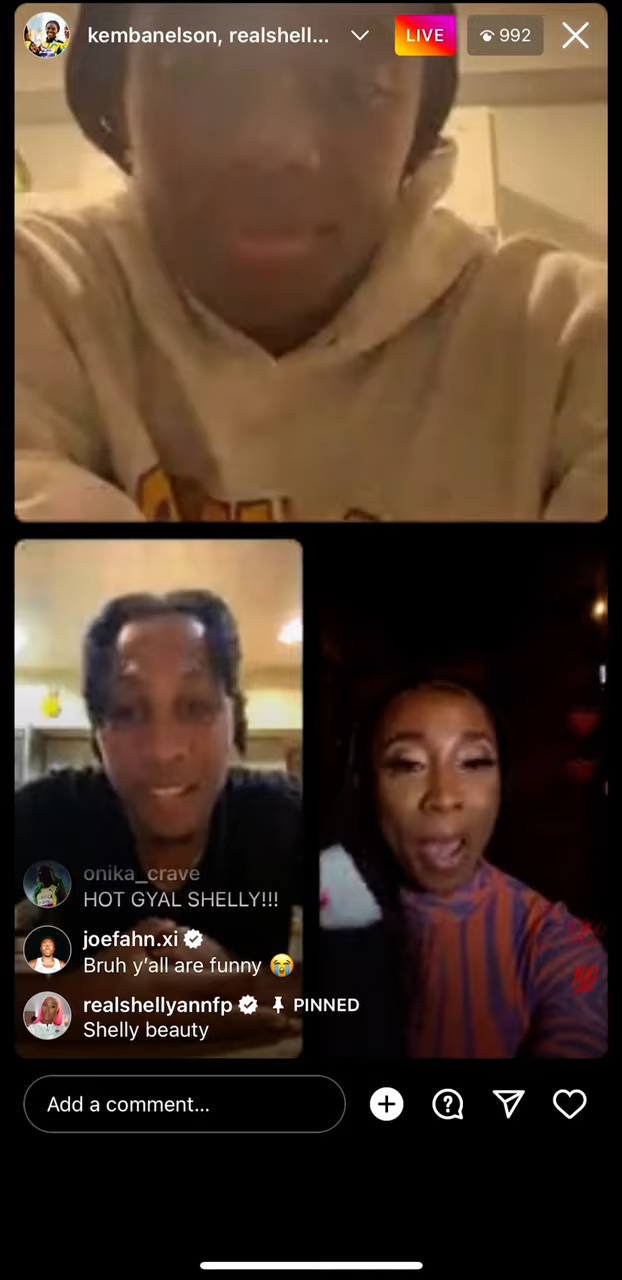 kembanelson, realshell...
LIVE
992
onika_crave
HOT GYAL SHELLY!!!
joefahn.xi
Bruh y'all are funny 😭
realshellyannfp PINNED
Shelly beauty
💯
Add a comment...